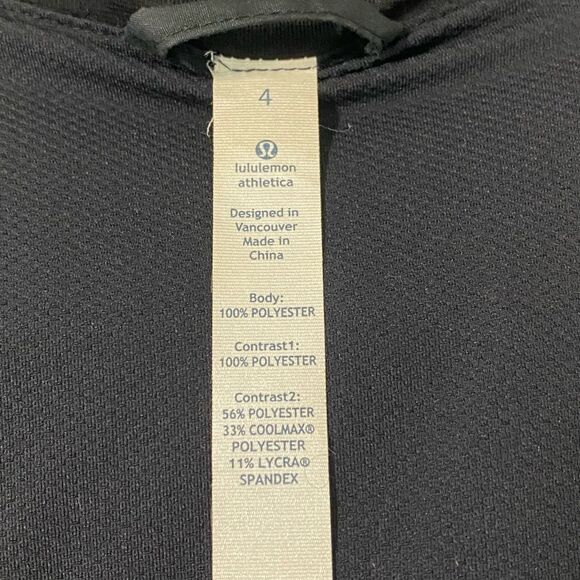 4
lululemon
athletica
Designed in
Vancouver
Made in
China
Body:
100% POLYESTER
Contrast1:
100% POLYESTER
Contrast2:
56% POLYESTER
33% COOLMAX®
POLYESTER
11% LYCRA®
SPANDEX